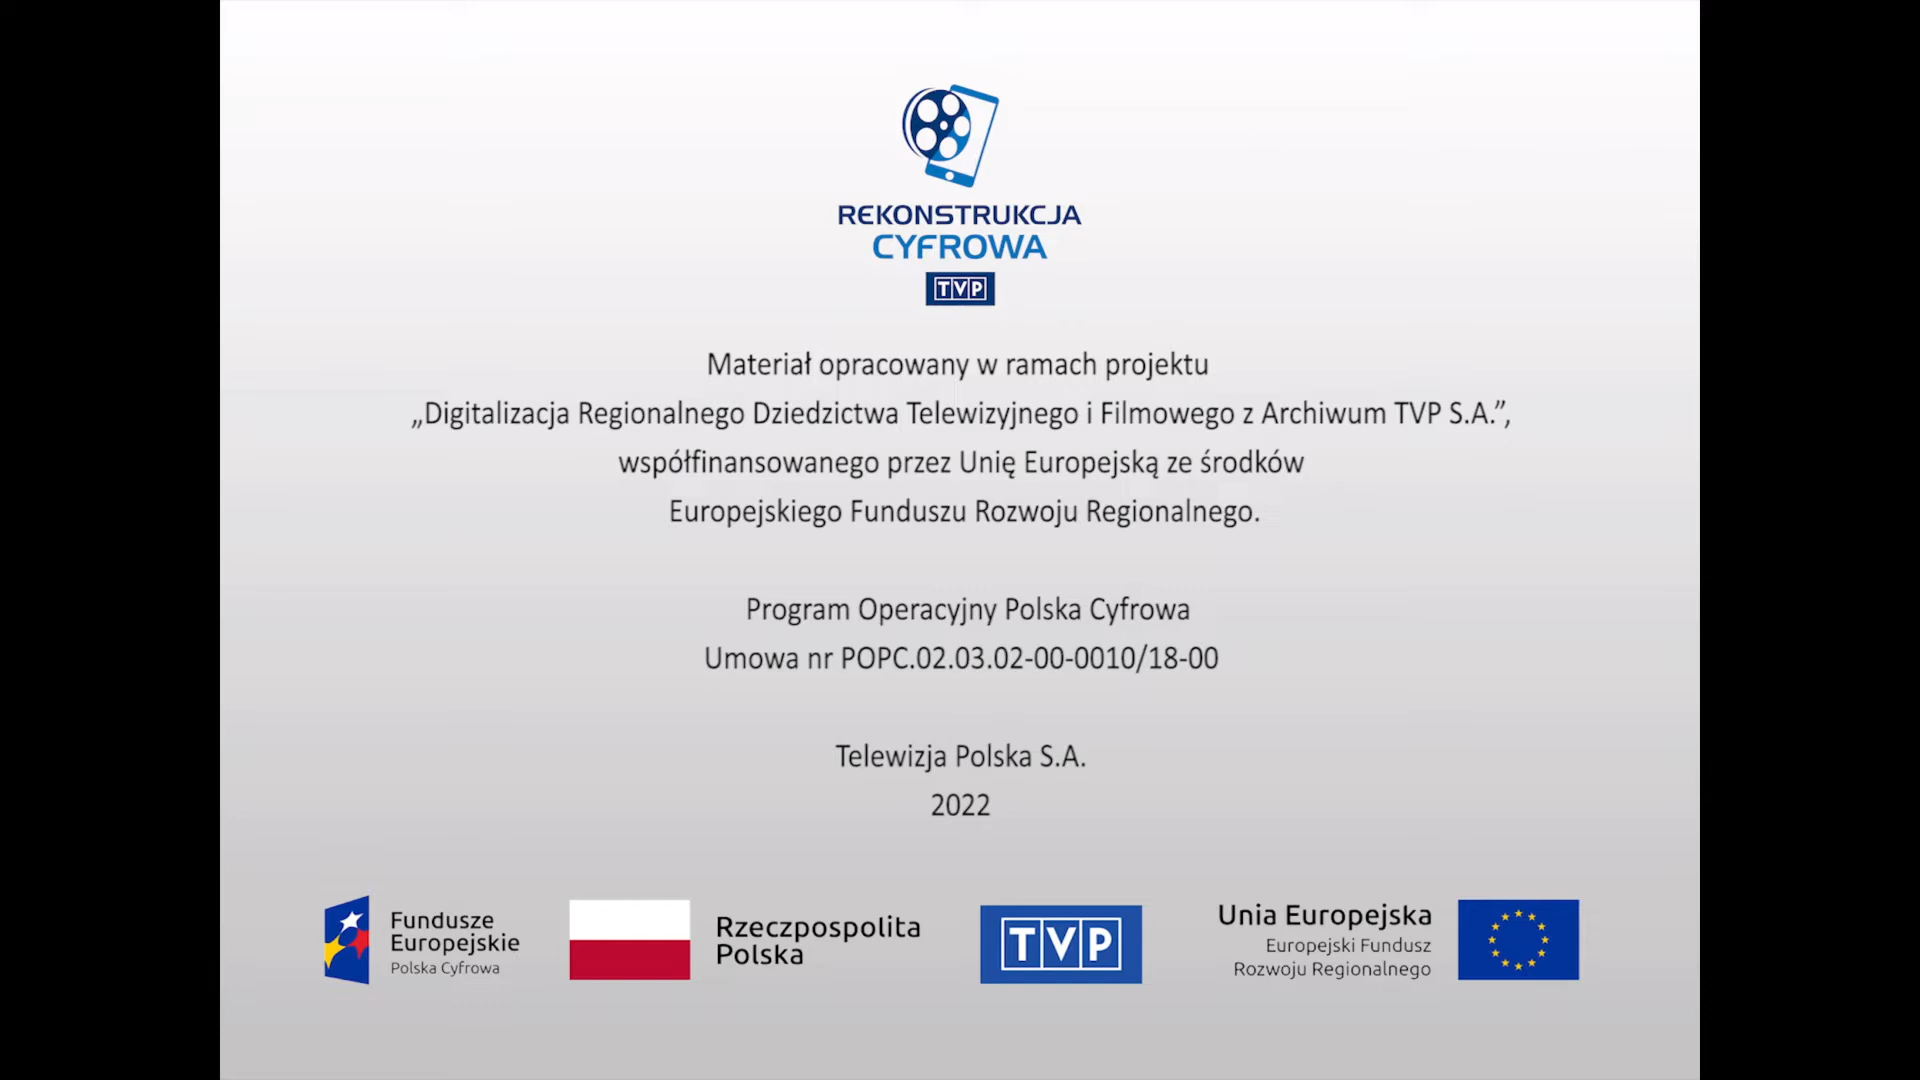 REKONSTRUKCJA
CYFROWA
TVP
Materiał opracowany w ramach projektu
„Digitalizacja Regionalnego Dziedzictwa Telewizyjnego i Filmowego z Archiwum TVP S.A.”,
współfinansowanego przez Unię Europejską ze środków
Europejskiego Funduszu Rozwoju Regionalnego.
Program Operacyjny Polska Cyfrowa
Umowa nr POPC.02.03.02-00-0010/18-00
Telewizja Polska S.A.
2022
Fundusze
Europejskie
Polska Cyfrowa
Rzeczpospolita
Polska
TVP
Unia Europejska
Europejski Fundusz
Rozwoju Regionalnego